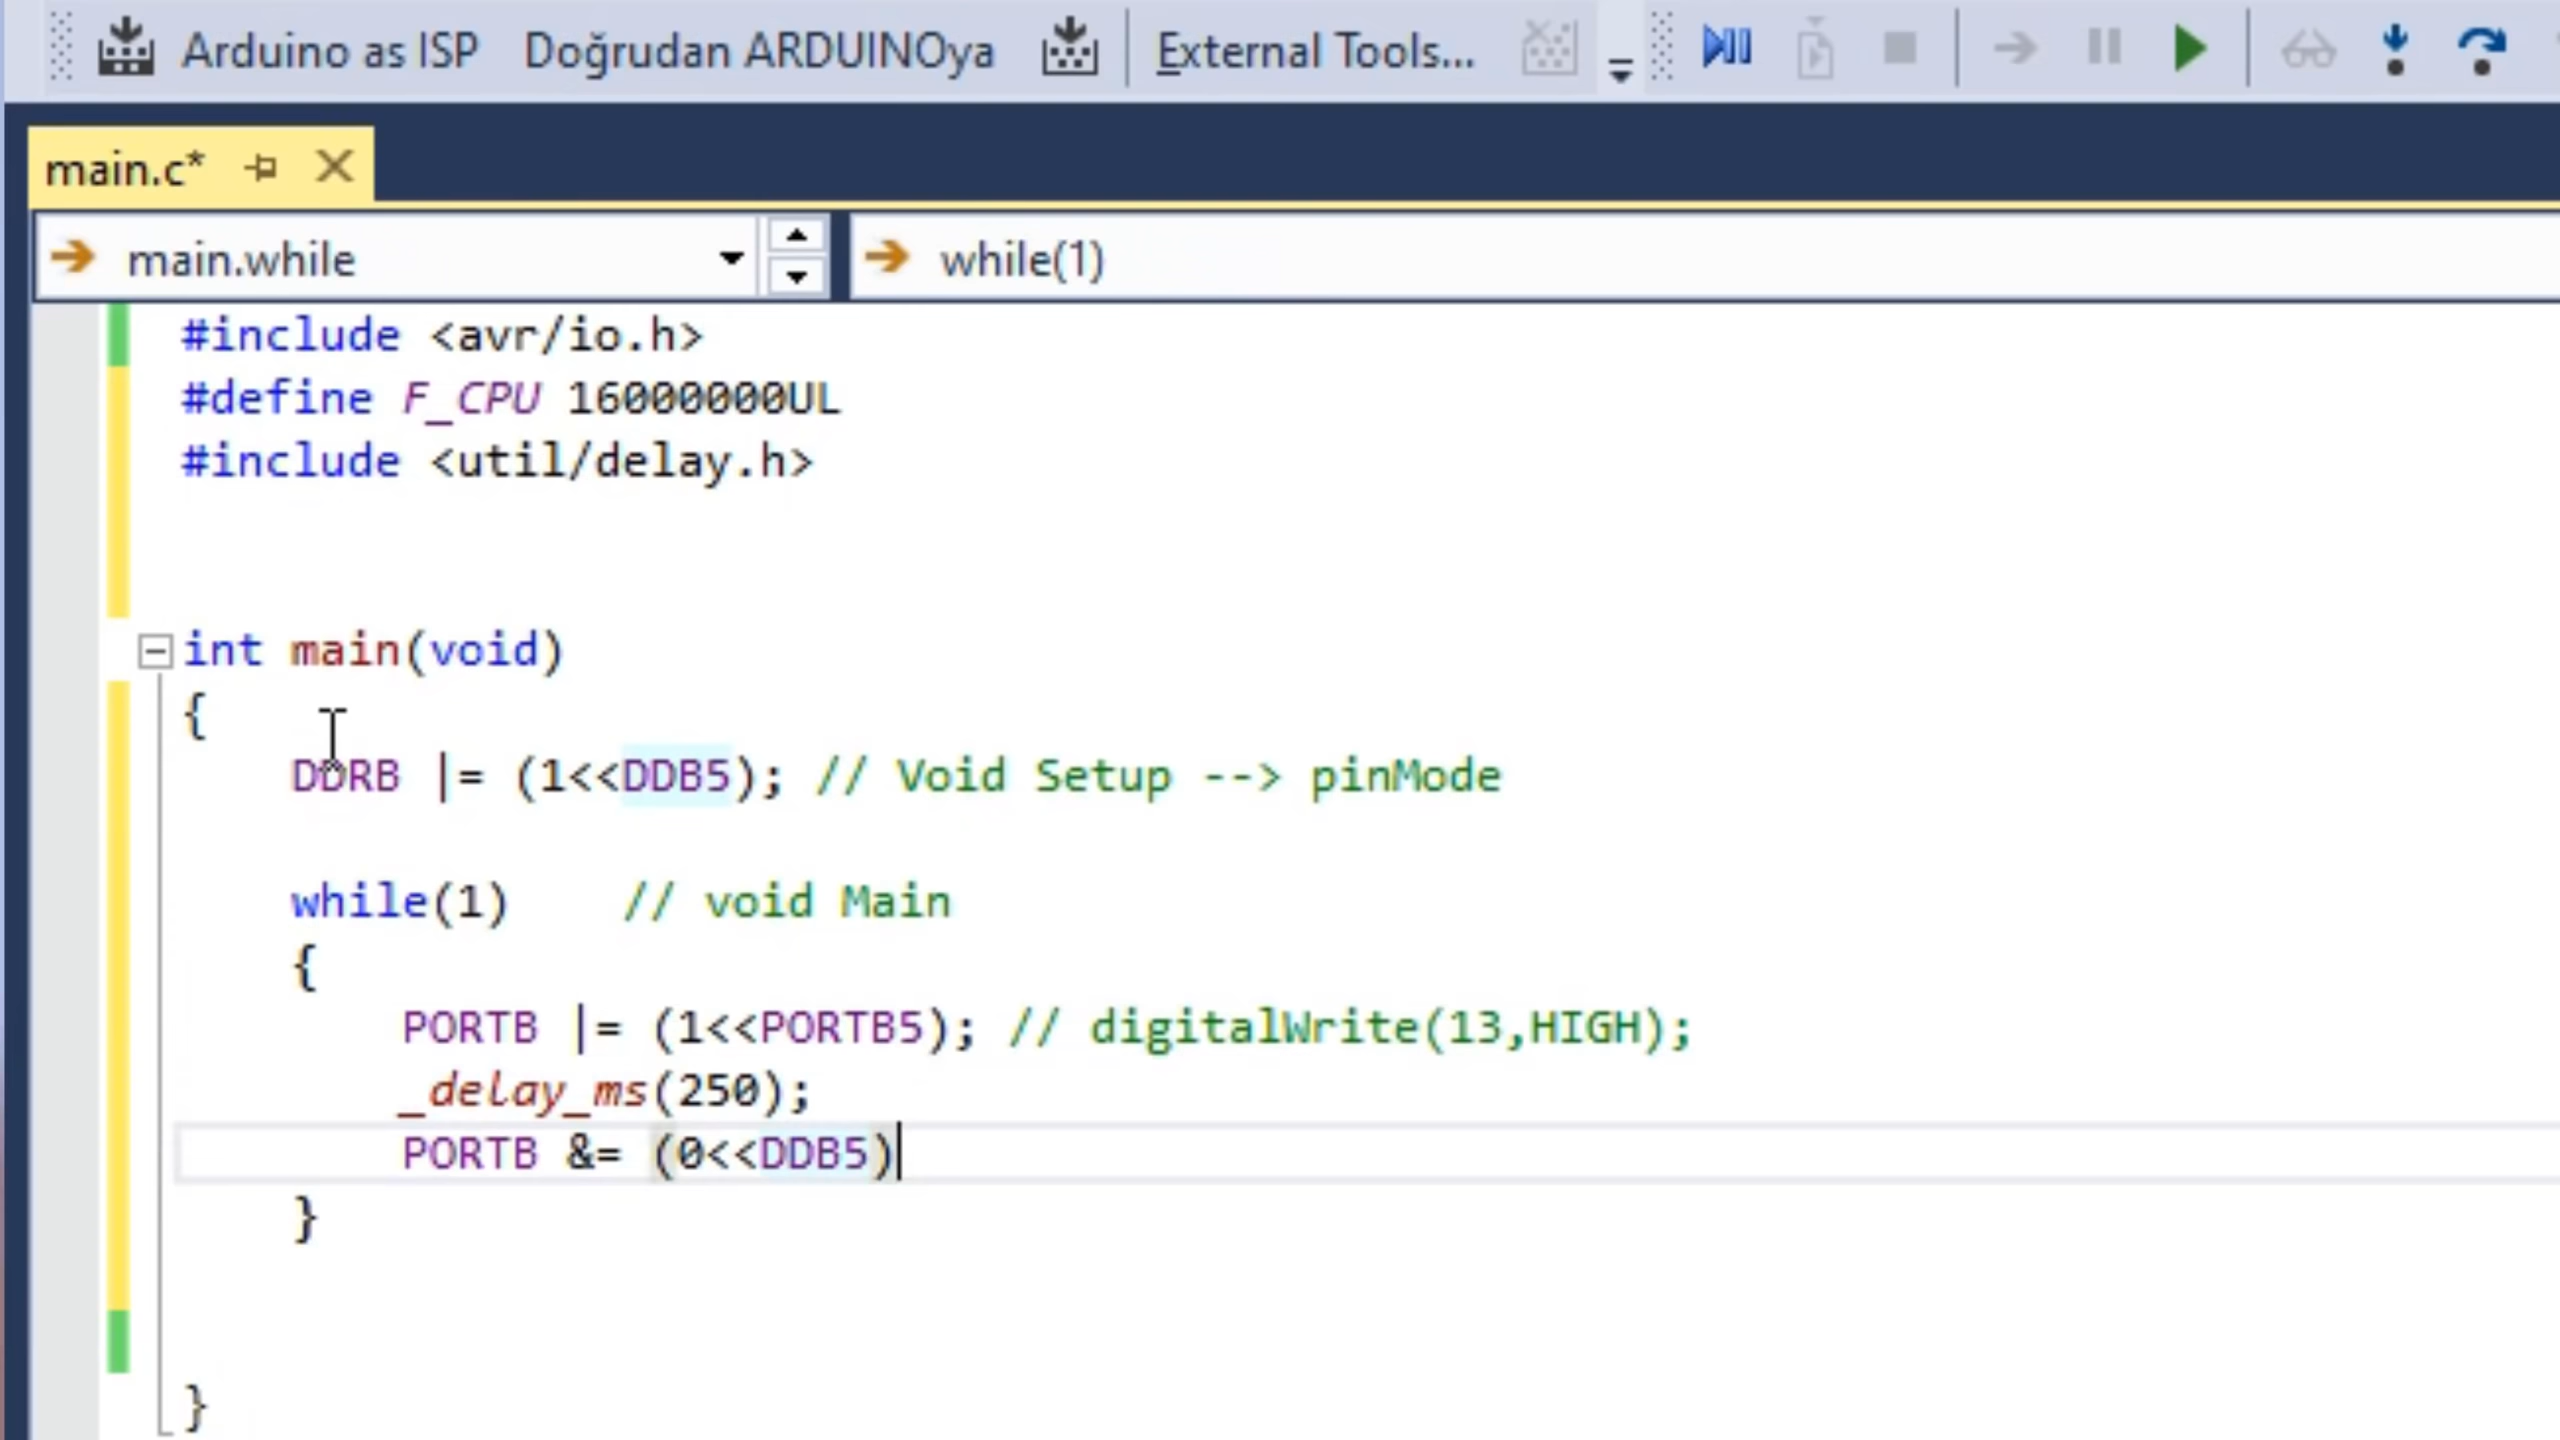 Arduino as ISP Doğrudan ARDUINOya External Tools...
main.c*
main.while while(1)
#include <avr/io.h>
#define F_CPU 16000000UL
#include <util/delay.h>
int main(void)
{
DDRB |= (1<<DDB5); // Void Setup --> pinMode
while(1) // void Main
{
PORTB |= (1<<PORTB5); // digitalWrite(13,HIGH);
_delay_ms(250);
PORTB &= (0<<DDB5)
}
}